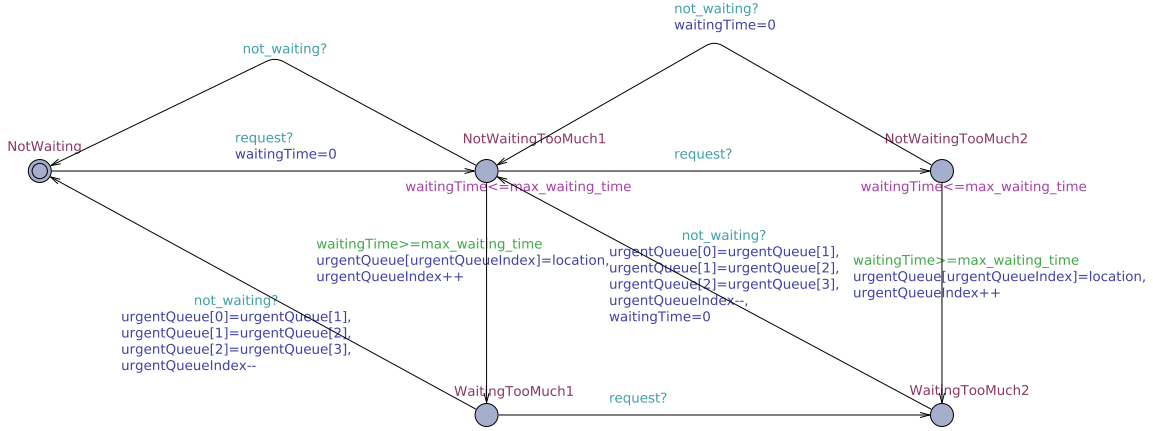 not_waiting?
waitingTime=0
not_waiting?
NotWaiting
request?
waitingTime=0
NotWaitingTooMuch1
request?
NotWaitingTooMuch2
waitingTime<=max_waiting_time
waitingTime<=max_waiting_time
waitingTime>=max_waiting_time
urgentQueue[urgentQueueIndex]=location,
urgentQueueIndex++
not_waiting?
urgentQueue[0]=urgentQueue[1],
urgentQueue[1]=urgentQueue[2],
urgentQueue[2]=urgentQueue[3],
urgentQueueIndex--,
waitingTime=0
waitingTime>=max_waiting_time
urgentQueue[urgentQueueIndex]=location,
urgentQueueIndex++
not_waiting?
urgentQueue[0]=urgentQueue[1],
urgentQueue[1]=urgentQueue[2],
urgentQueue[2]=urgentQueue[3],
urgentQueueIndex--
WaitingTooMuch1
request?
WaitingTooMuch2